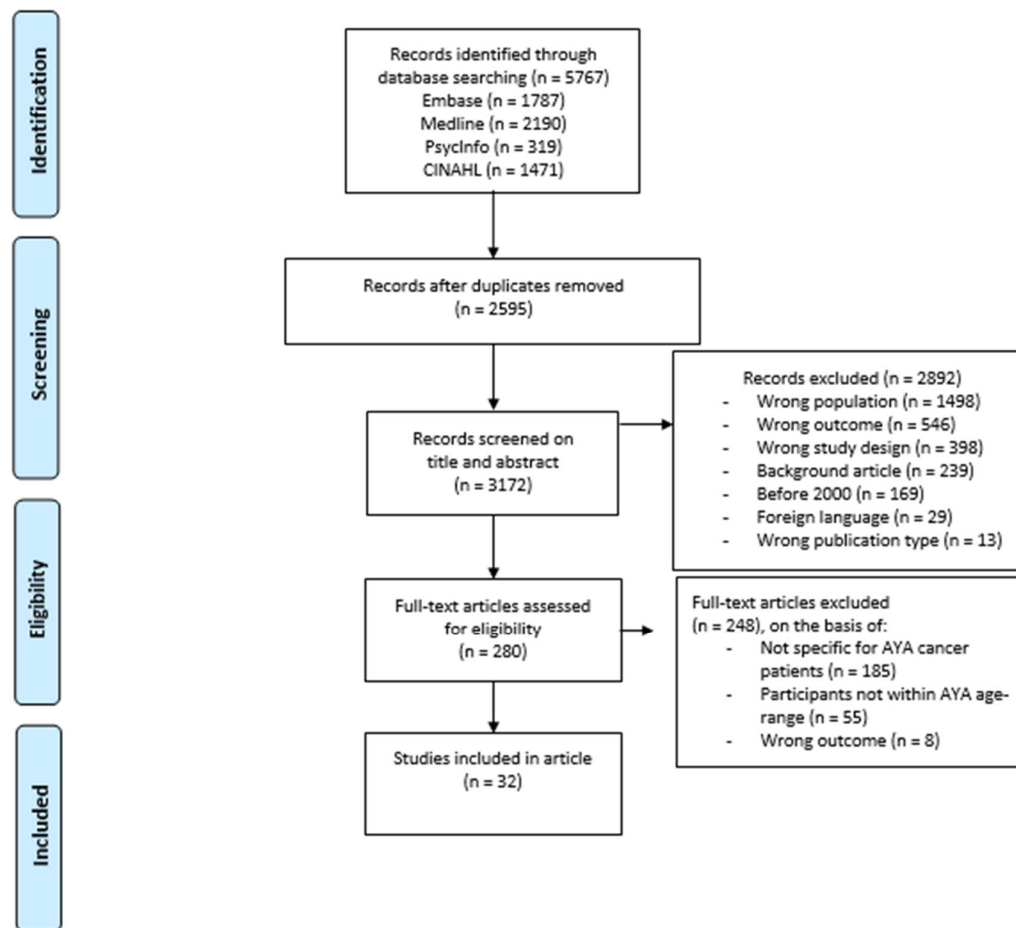 Identification
Records identified through
database searching (n = 5767)
Embase (n = 1787)
Medline (n = 2190)
PsycInfo (n = 319)
CINAHL (n = 1471)
Screening
Records after duplicates removed
(n = 2595)
Records screened on
title and abstract
(n = 3172)
Records excluded (n = 2892)
- Wrong population (n = 1498)
- Wrong outcome (n = 546)
- Wrong study design (n = 398)
- Background article (n = 239)
- Before 2000 (n = 169)
- Foreign language (n = 29)
- Wrong publication type (n = 13)
Eligibility
Full-text articles assessed
for eligibility
(n = 280)
Full-text articles excluded
(n = 248), on the basis of:
- Not specific for AYA cancer
patients (n = 185)
- Participants not within AYA age-
range (n = 55)
- Wrong outcome (n = 8)
Included
Studies included in article
(n = 32)